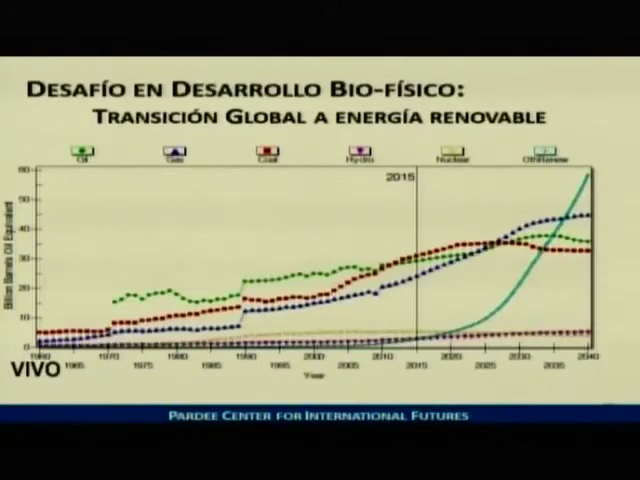 DESAFÍO EN DESARROLLO BIO-FÍSICO:
TRANSICIÓN GLOBAL A ENERGÍA RENOVABLE
Oil Gas Coal Hydro Nuclear OthRenew
2015
Billion Barrels Oil Equivalent
60
50
40
30
20
10
0
1960 1965 1970 1975 1980 1985 1990 1995 2000 2005 2010 2015 2020 2025 2030 2035 2040
Year
VIVO
PARDEE CENTER FOR INTERNATIONAL FUTURES